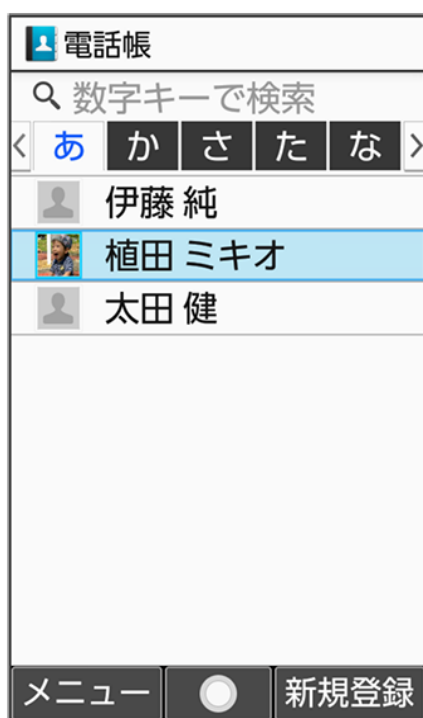 電話帳
数字キーで検索
あ か さ た な
伊藤 純
植田 ミキオ
太田 健
メニュー 新規登録